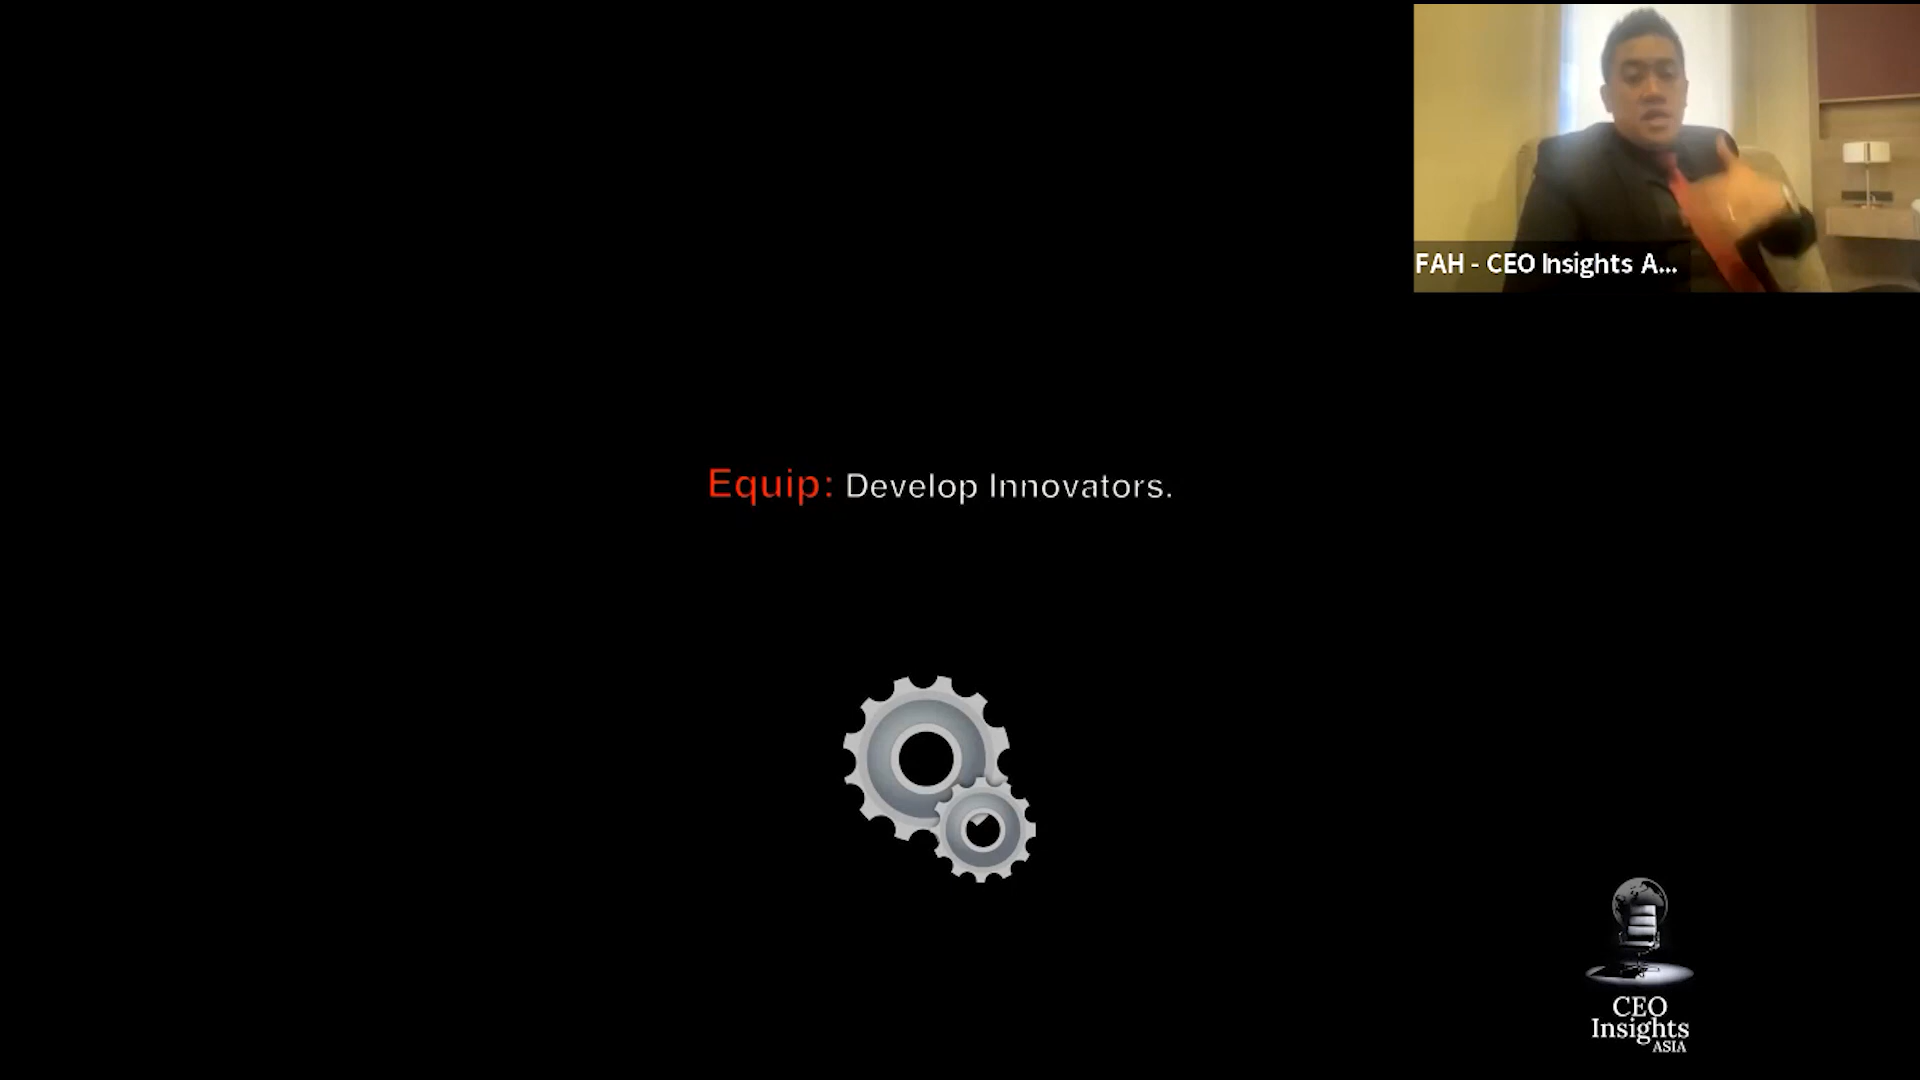 FAH - CEO Insights A...
Equip: Develop Innovators.
CEO
Insights
ASIA